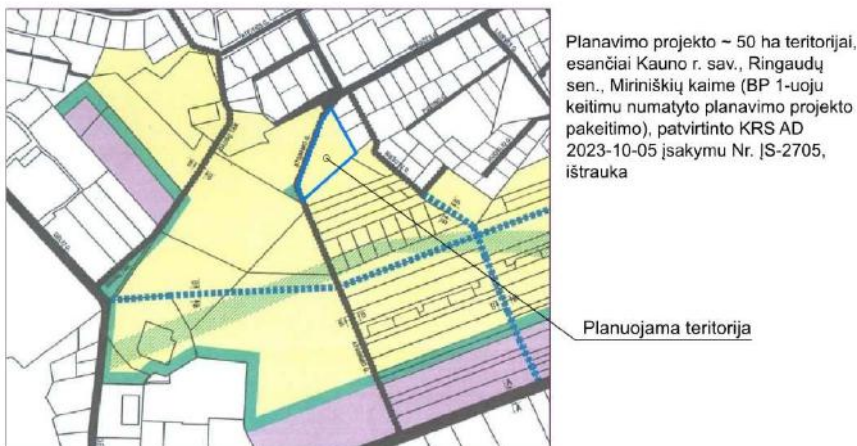 Planavimo projekto ~ 50 ha teritorijai,
esančiai Kauno r. sav., Ringaudų
sen., Miriniškių kaime (BP 1-uoju
keitimu numatyto planavimo projekto
pakeitimo), patvirtinto KRS AD
2023-10-05 įsakymu Nr. ĮS-2705,
ištrauka
Planuojama teritorija